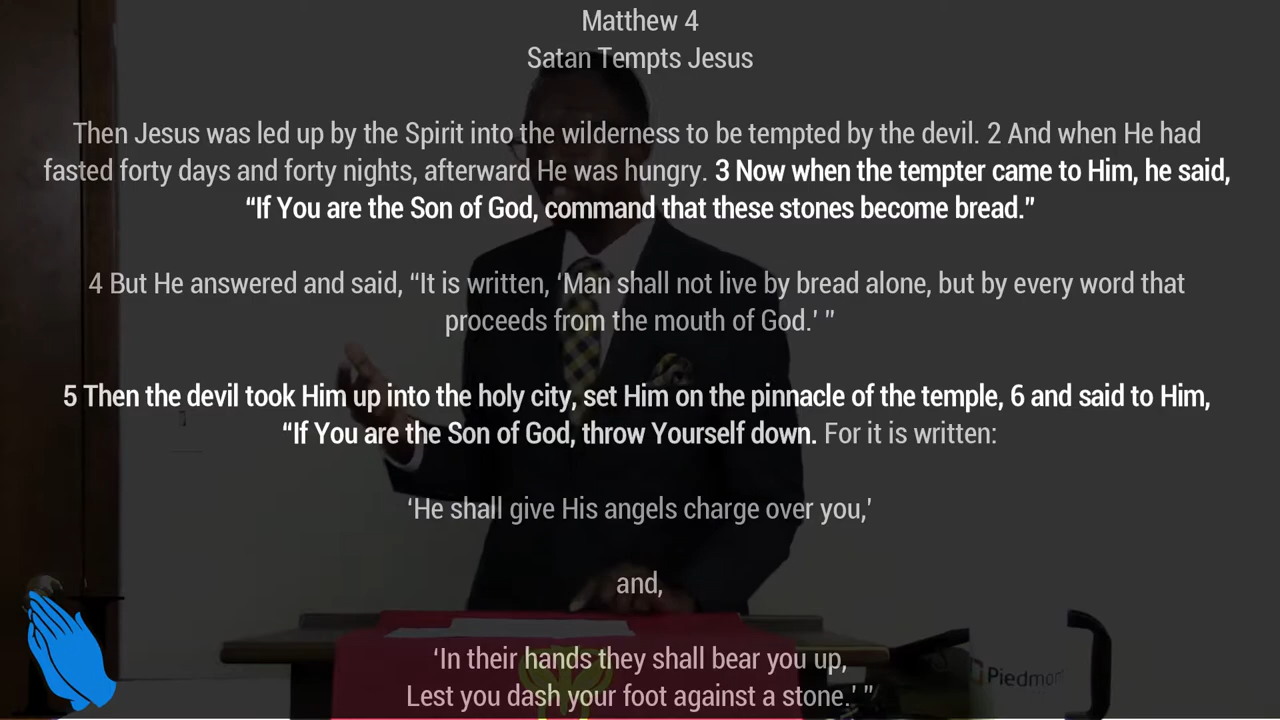 Matthew 4
Satan Tempts Jesus
Then Jesus was led up by the Spirit into the wilderness to be tempted by the devil. 2 And when He had
fasted forty days and forty nights, afterward He was hungry. 3 Now when the tempter came to Him, he said,
“If You are the Son of God, command that these stones become bread.”
4 But He answered and said, “It is written, ‘Man shall not live by bread alone, but by every word that
proceeds from the mouth of God.’ ”
5 Then the devil took Him up into the holy city, set Him on the pinnacle of the temple, 6 and said to Him,
“If You are the Son of God, throw Yourself down. For it is written:
‘He shall give His angels charge over you,’
and,
‘In their hands they shall bear you up,
Lest you dash your foot against a stone.’ ”
Piedmont